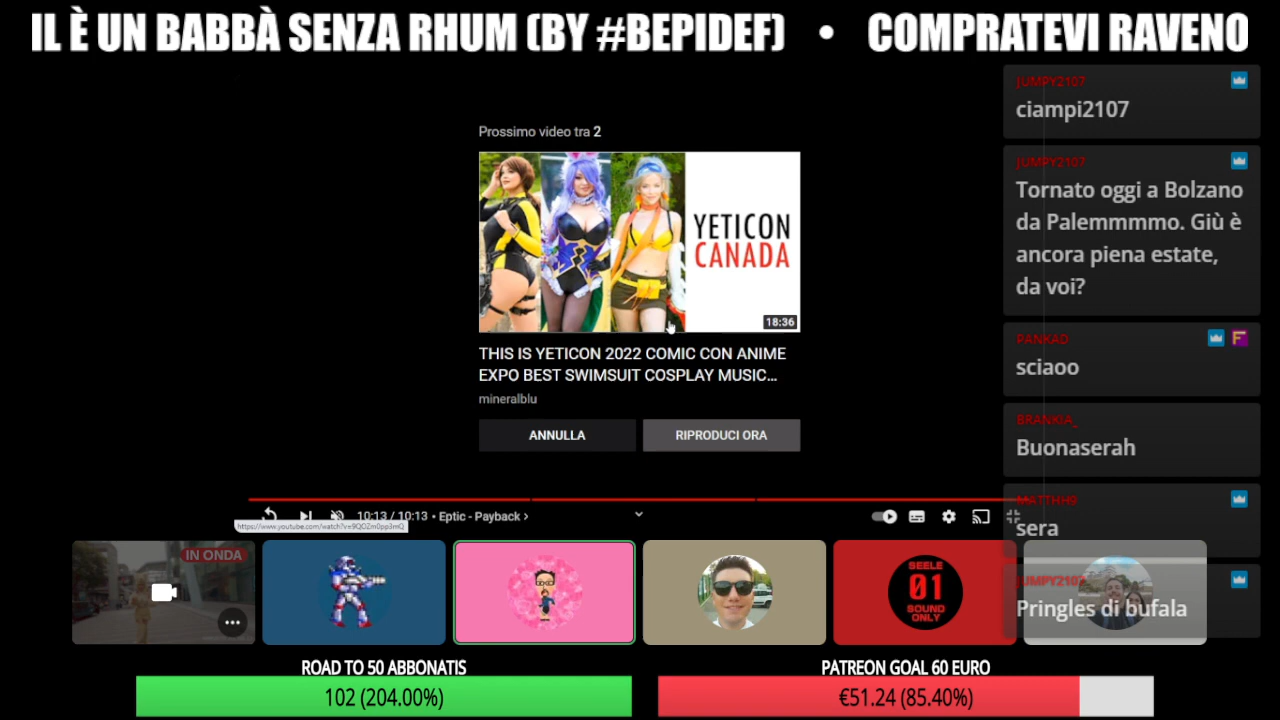 IL È UN BABBÀ SENZA RHUM (BY #BEPIDEF) • COMPRATEVI RAVENO
Prossimo video tra 2
YETICON
CANADA
18:36
THIS IS YETICON 2022 COMIC CON ANIME
EXPO BEST SWIMSUIT COSPLAY MUSIC...
mineralblu
ANNULLA
RIPRODUCI ORA
10:13 / 10:13 • Eptic - Payback ›
JUMPY2107
ciampi2107
JUMPY2107
Tornato oggi a Bolzano
da Palemmmmo. Giù è
ancora piena estate,
da voi?
PANKAD
F
sciaoo
BRANKIA_
Buonaserah
MATTHH9
sera
JUMPY2107
Pringles di bufala
IN ONDA
SEELE
01
SOUND
ONLY
ROAD TO 50 ABBONATIS
102 (204.00%)
PATREON GOAL 60 EURO
€51.24 (85.40%)